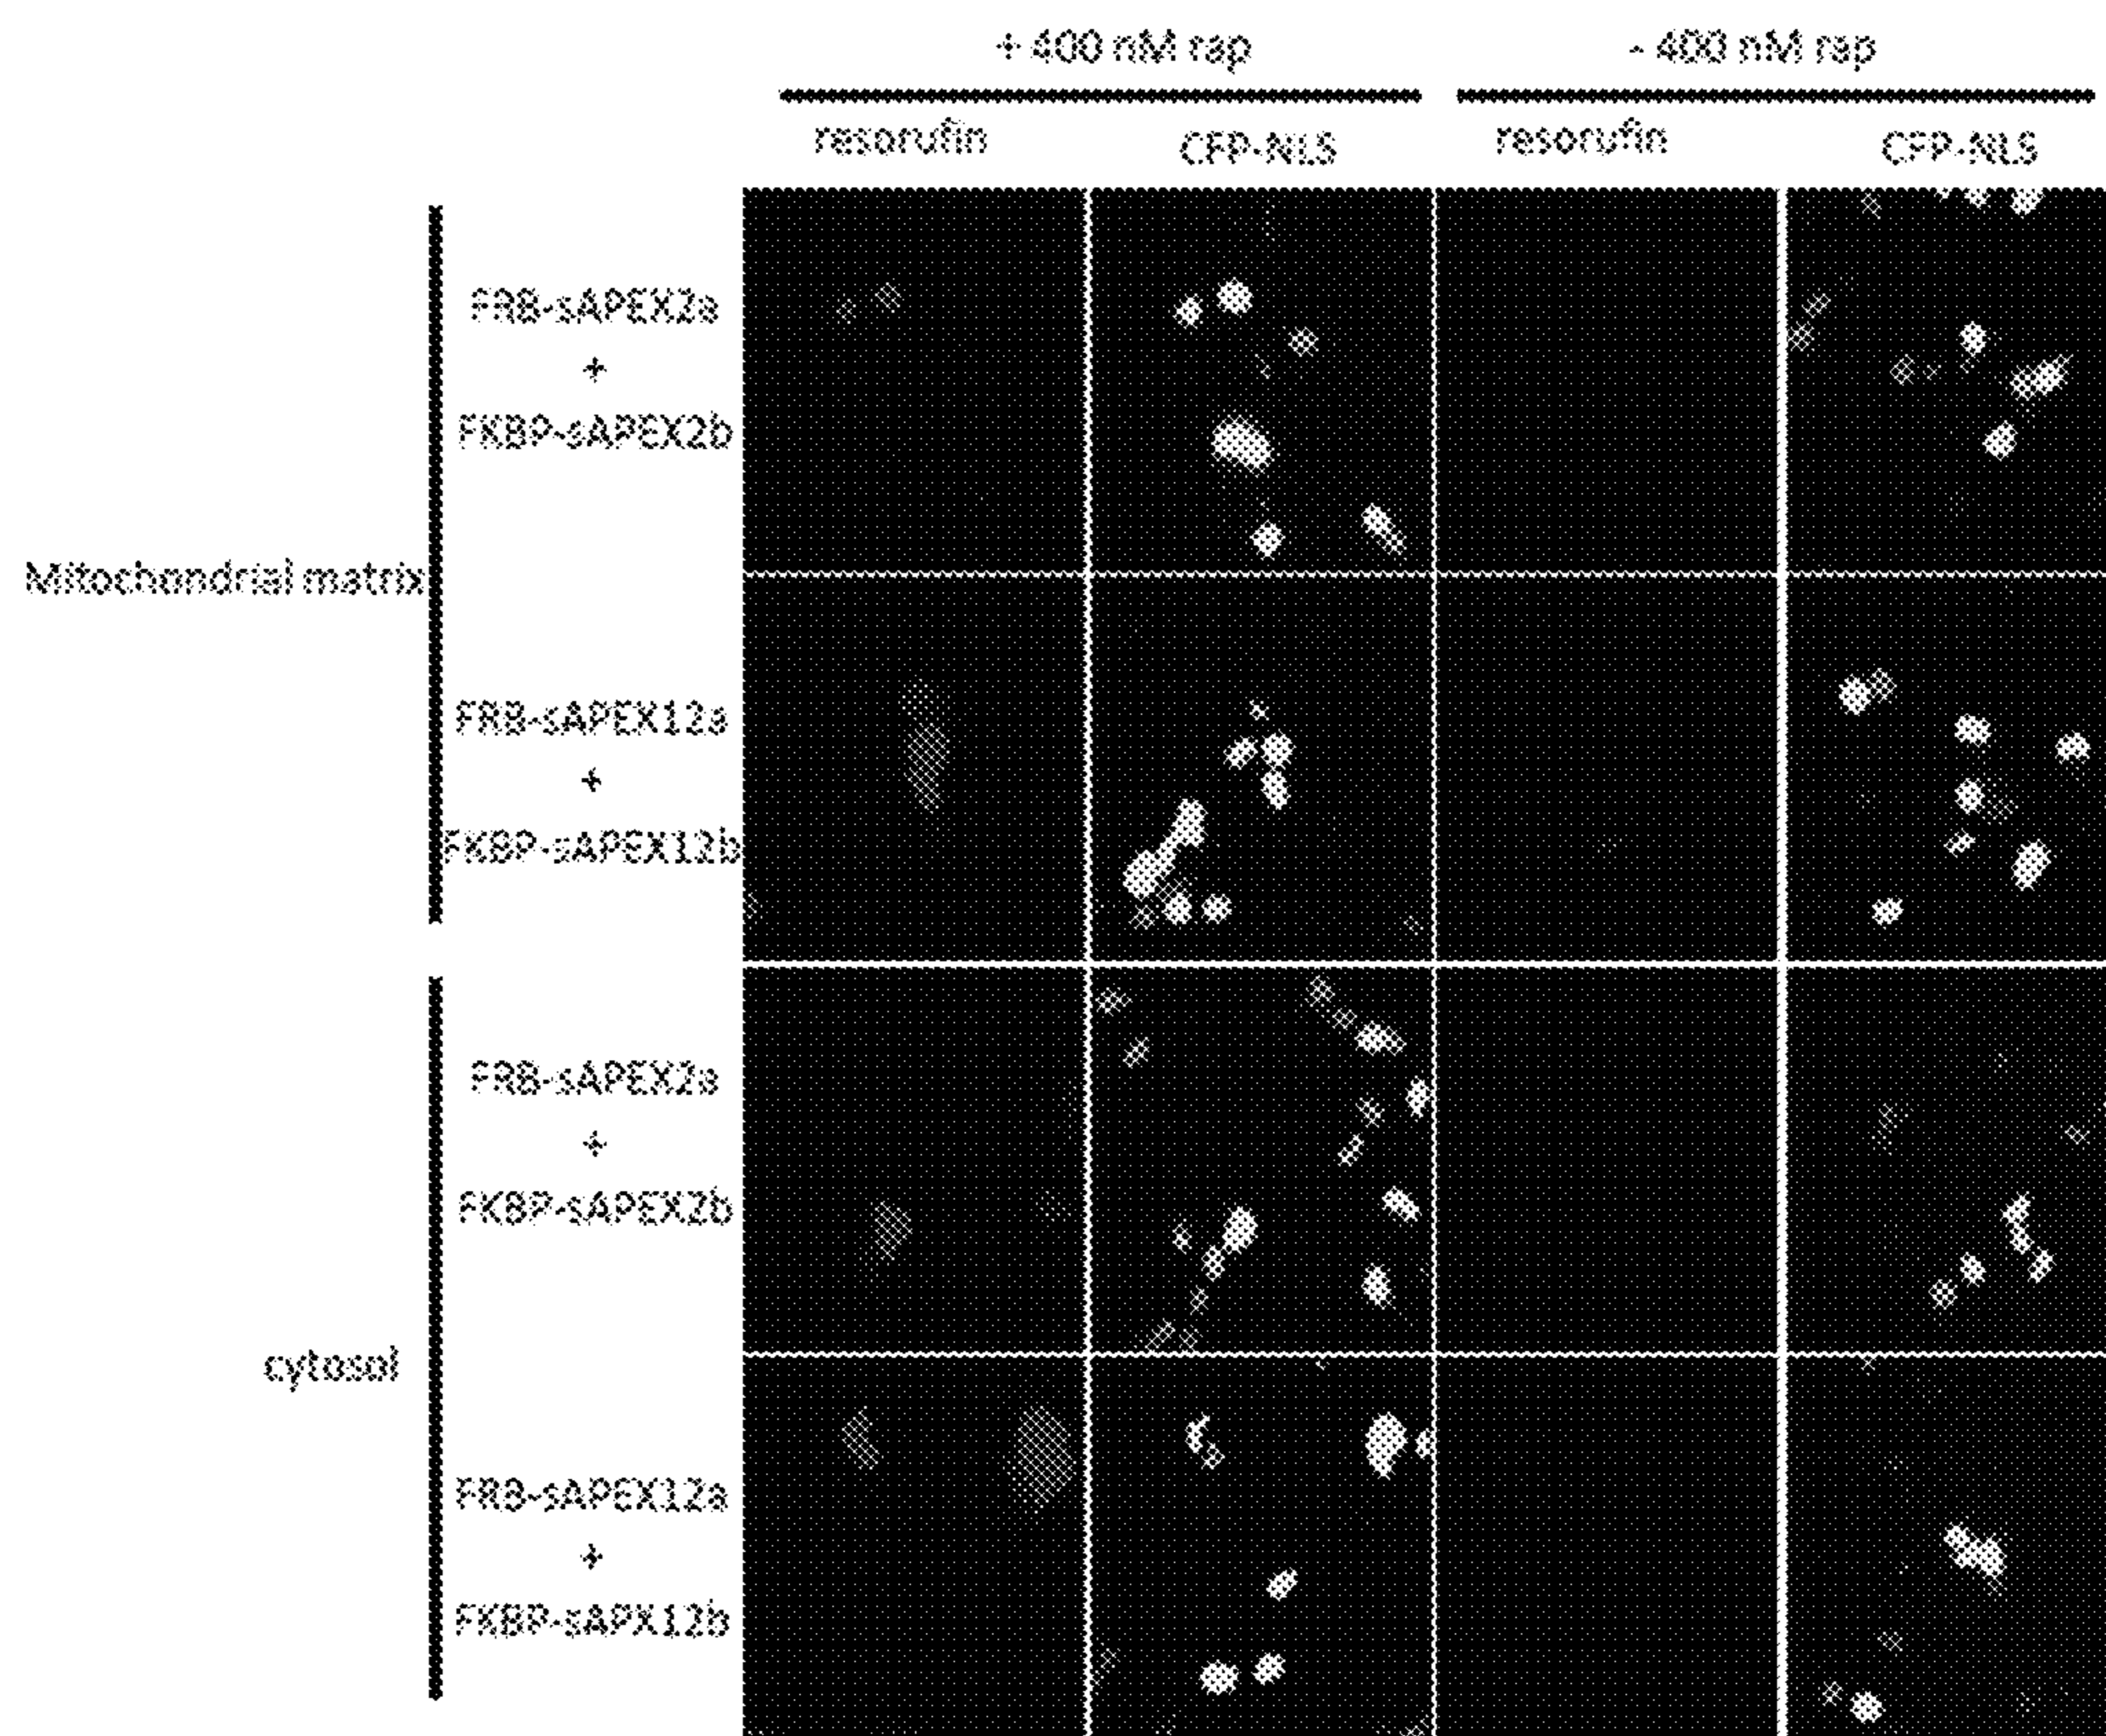 + 400 nM rap
- 400 nM rap
resorufin
CFP-NLS
resorufin
CFP-NLS
Mitochondrial matrix
FRB-sAPEX2a
+
FKBP-sAPEX2b
FRB-sAPEX12a
+
FKBP-sAPEX12b
cytosol
FRB-sAPEX2a
+
FKBP-sAPEX2b
FRB-sAPEX12a
+
FKBP-sAPX12b